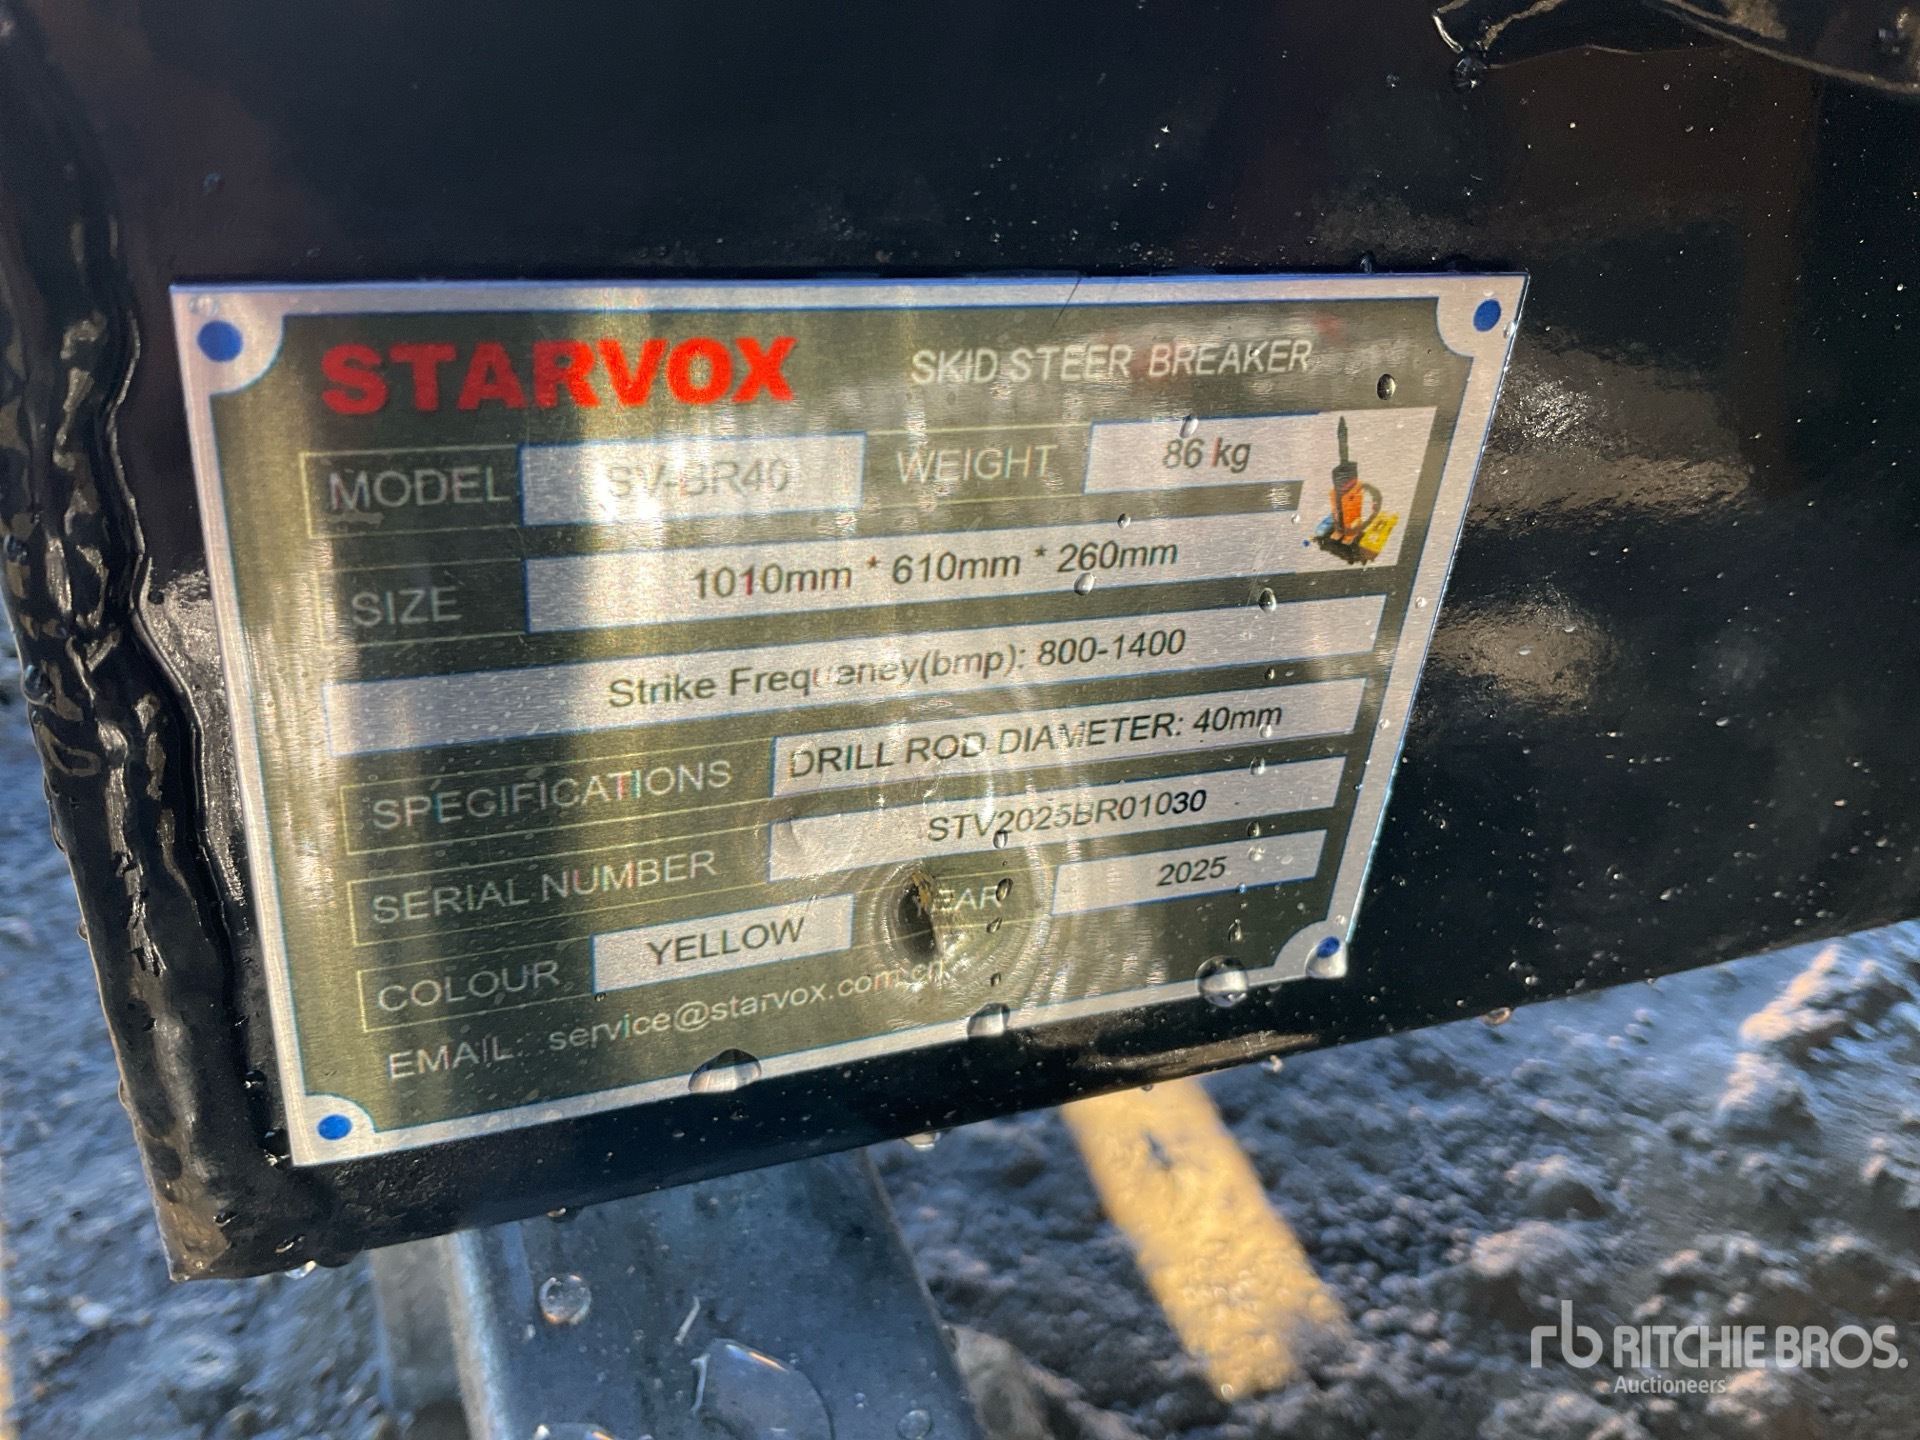 STARVOX SKID STEER BREAKER
MODEL SV-BR40 WEIGHT 86 kg
SIZE 1010mm * 610mm * 260mm
Strike Frequeney(bmp): 800-1400
SPECIFICATIONS DRILL ROD DIAMETER: 40mm
SERIAL NUMBER STV2025BR01030
COLOUR YELLOW YEAR 2025
EMAIL: service@starvox.com.cn
rb RITCHIE BROS.
Auctioneers